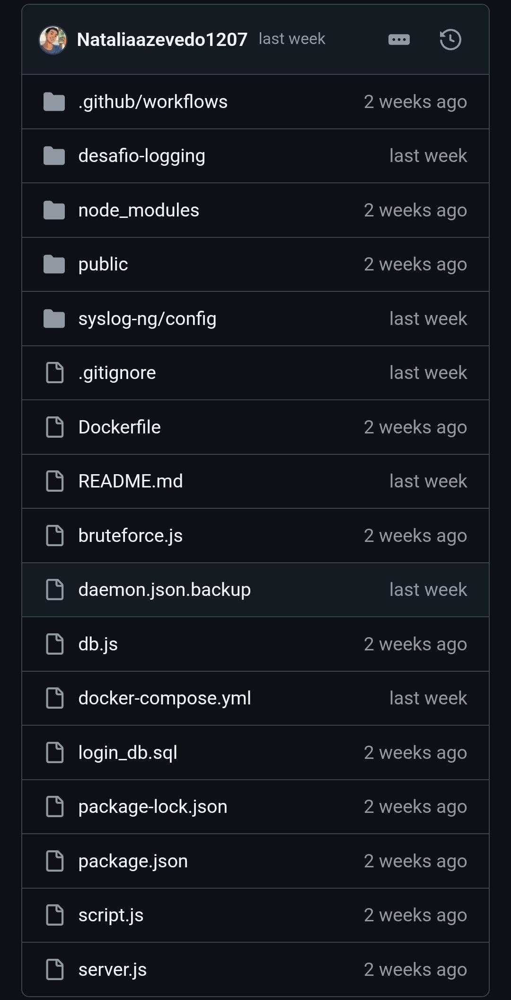 Nataliaazevedo1207 last week
.github/workflows 2 weeks ago
desafio-logging last week
node_modules 2 weeks ago
public 2 weeks ago
syslog-ng/config last week
.gitignore last week
Dockerfile 2 weeks ago
README.md last week
bruteforce.js 2 weeks ago
daemon.json.backup last week
db.js 2 weeks ago
docker-compose.yml last week
login_db.sql 2 weeks ago
package-lock.json 2 weeks ago
package.json 2 weeks ago
script.js 2 weeks ago
server.js 2 weeks ago